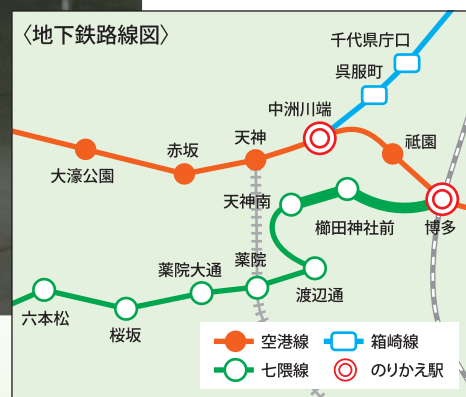 〈地下鉄路線図〉
千代県庁口
呉服町
中洲川端
天神
赤坂
大濠公園
祇園
天神南
櫛田神社前
博多
薬院
薬院大通
渡辺通
六本松
桜坂
空港線
箱崎線
七隈線
のりかえ駅